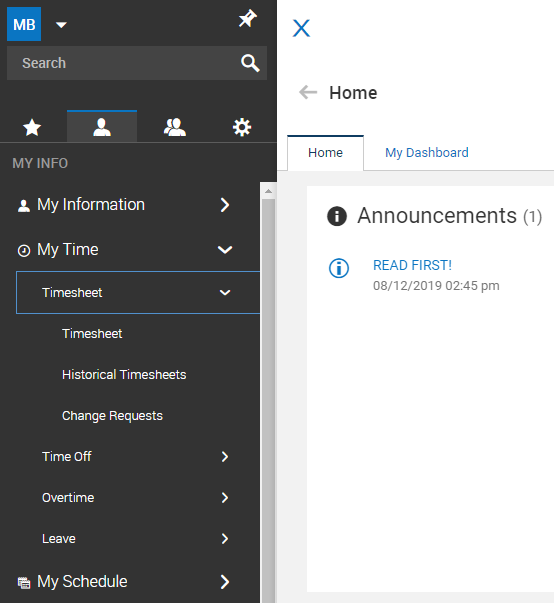 MB
Search
MY INFO
My Information
My Time
Timesheet
Timesheet
Historical Timesheets
Change Requests
Time Off
Overtime
Leave
My Schedule
Home
Home My Dashboard
Announcements (1)
READ FIRST!
08/12/2019 02:45 pm